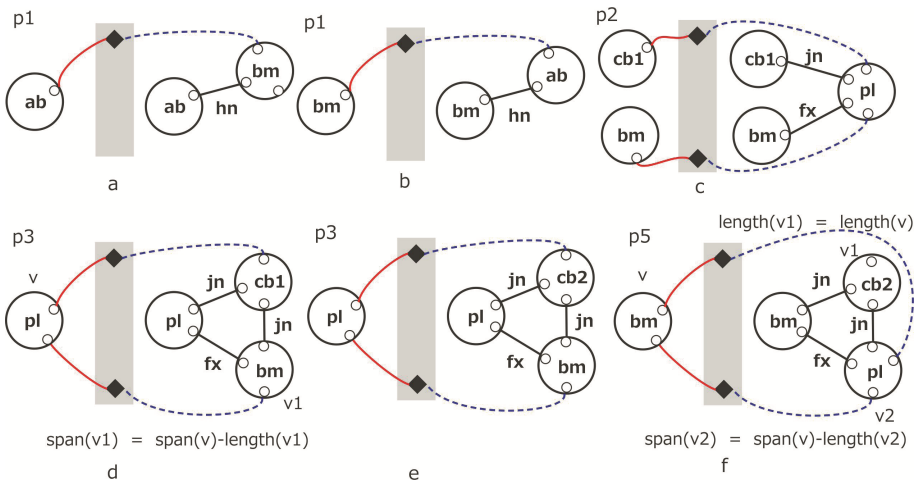 p1
ab
ab
hn
bm
a
p1
bm
bm
hn
ab
b
p2
cb1
bm
cb1
jn
pl
fx
bm
c
p3
v
pl
pl
jn
cb1
jn
fx
bm
v1
span(v1) = span(v)-length(v1)
d
p3
pl
pl
jn
cb2
jn
fx
bm
e
length(v1) = length(v)
p5
v
bm
bm
v1
jn
cb2
jn
fx
pl
v2
span(v2) = span(v)-length(v2)
f